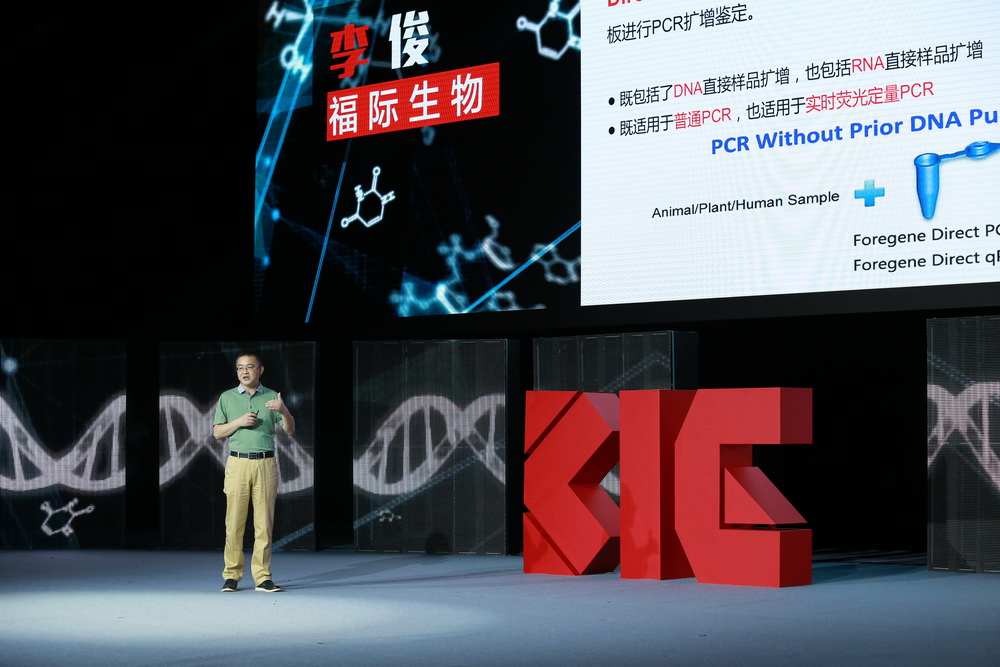 李俊
福际生物
板进行PCR扩增鉴定。
● 既包括了DNA直接样品扩增，也包括RNA直接样品扩增
● 既适用于普通PCR，也适用于实时荧光定量PCR
PCR Without Prior DNA Pu
Animal/Plant/Human Sample
Foregene Direct PC
Foregene Direct qP
BIC